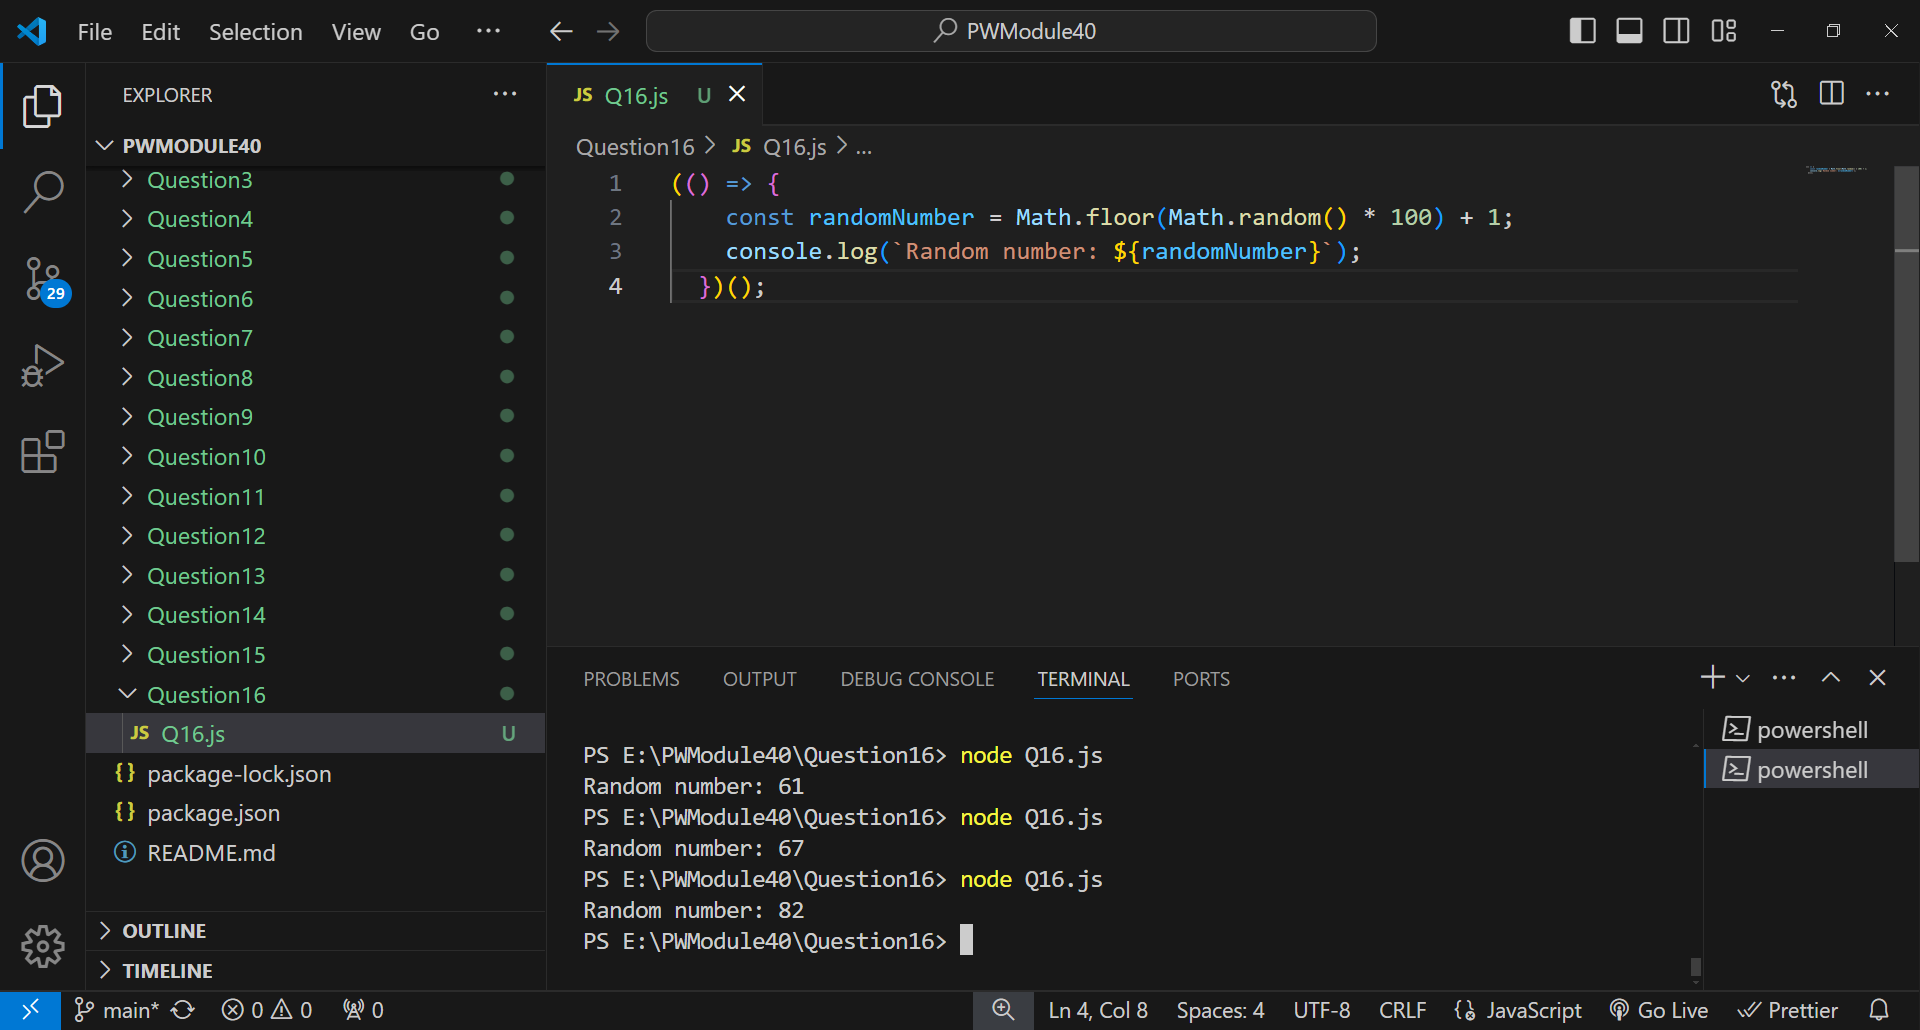 File Edit Selection View Go ··· PWModule40
EXPLORER ···
PWMODULE40
Question3
Question4
Question5
Question6
Question7
Question8
Question9
Question10
Question11
Question12
Question13
Question14
Question15
Question16
JS Q16.js U
{} package-lock.json
{} package.json
README.md
OUTLINE
TIMELINE
29
JS Q16.js U
Question16 > JS Q16.js > ...
1 (() => {
2 const randomNumber = Math.floor(Math.random() * 100) + 1;
3 console.log(`Random number: ${randomNumber}`);
4 })();
PROBLEMS OUTPUT DEBUG CONSOLE TERMINAL PORTS
PS E:\PWModule40\Question16> node Q16.js
Random number: 61
PS E:\PWModule40\Question16> node Q16.js
Random number: 67
PS E:\PWModule40\Question16> node Q16.js
Random number: 82
PS E:\PWModule40\Question16>
powershell
powershell
main* 0 0 0 Ln 4, Col 8 Spaces: 4 UTF-8 CRLF JavaScript Go Live Prettier